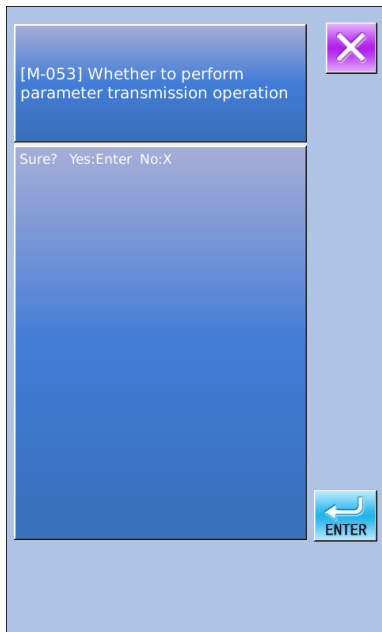 [M-053] Whether to perform
parameter transmission operation
Sure?  Yes:Enter  No:X
ENTER